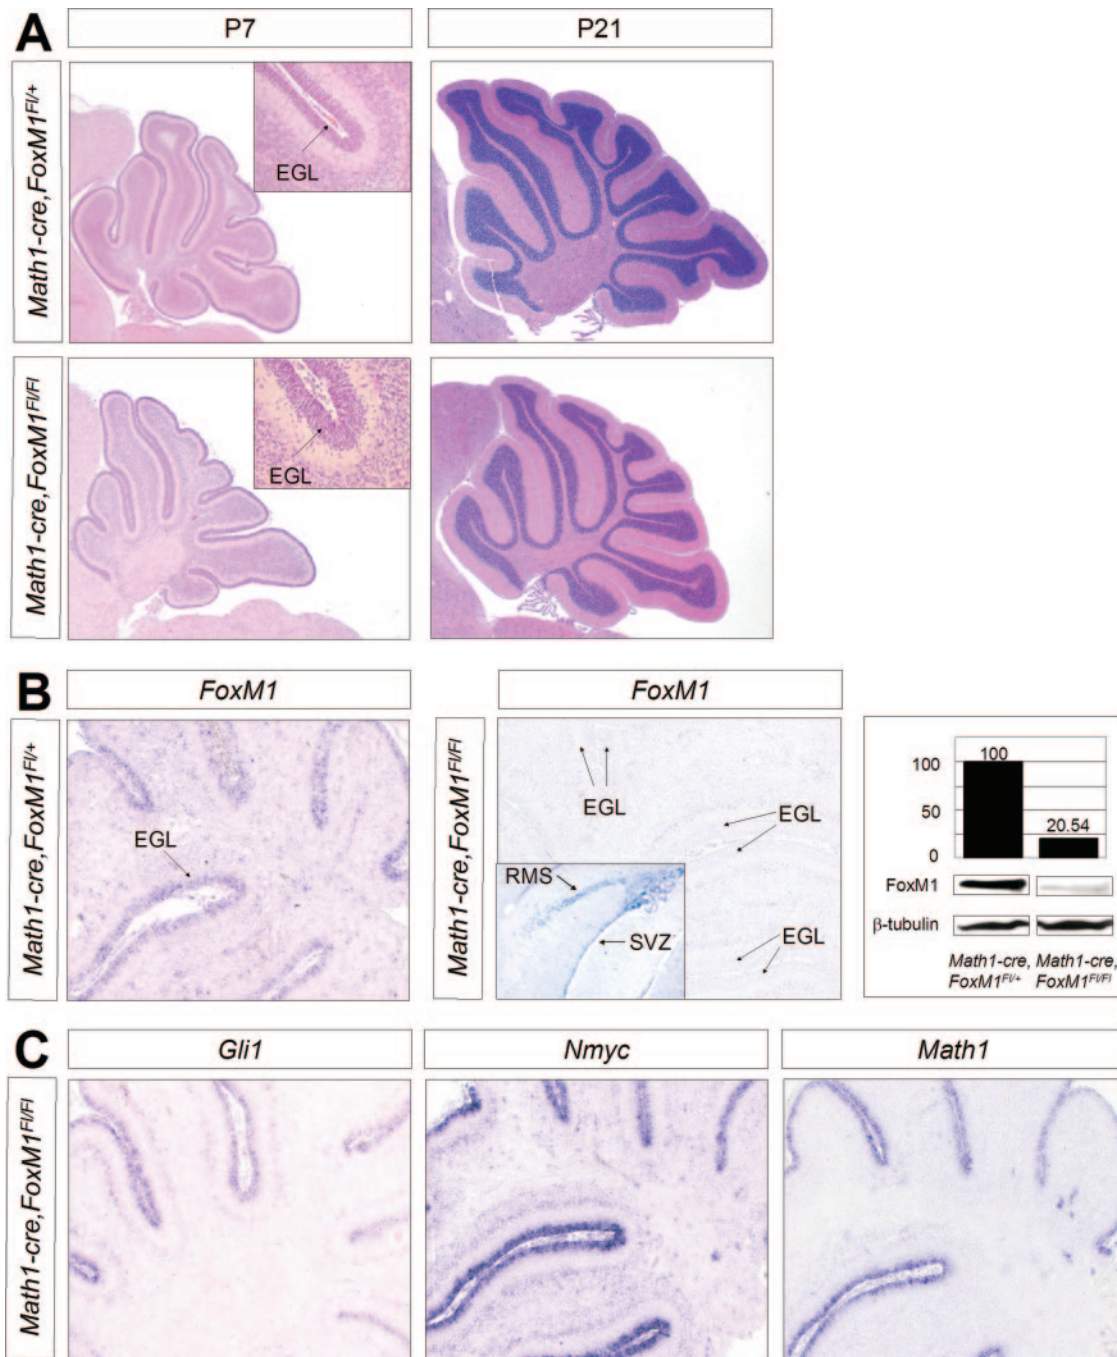 A
P7
P21
Math1-cre,FoxM1Fl/+
EGL
Math1-cre,FoxM1Fl/Fl
EGL
B
FoxM1
FoxM1
Math1-cre,FoxM1Fl/+
EGL
Math1-cre,FoxM1Fl/Fl
EGL
EGL
RMS
SVZ
EGL
100
50
0
100
20.54
FoxM1
β-tubulin
Math1-cre,
FoxM1Fl/+
Math1-cre,
FoxM1Fl/Fl
C
Gli1
Nmyc
Math1
Math1-cre,FoxM1Fl/Fl